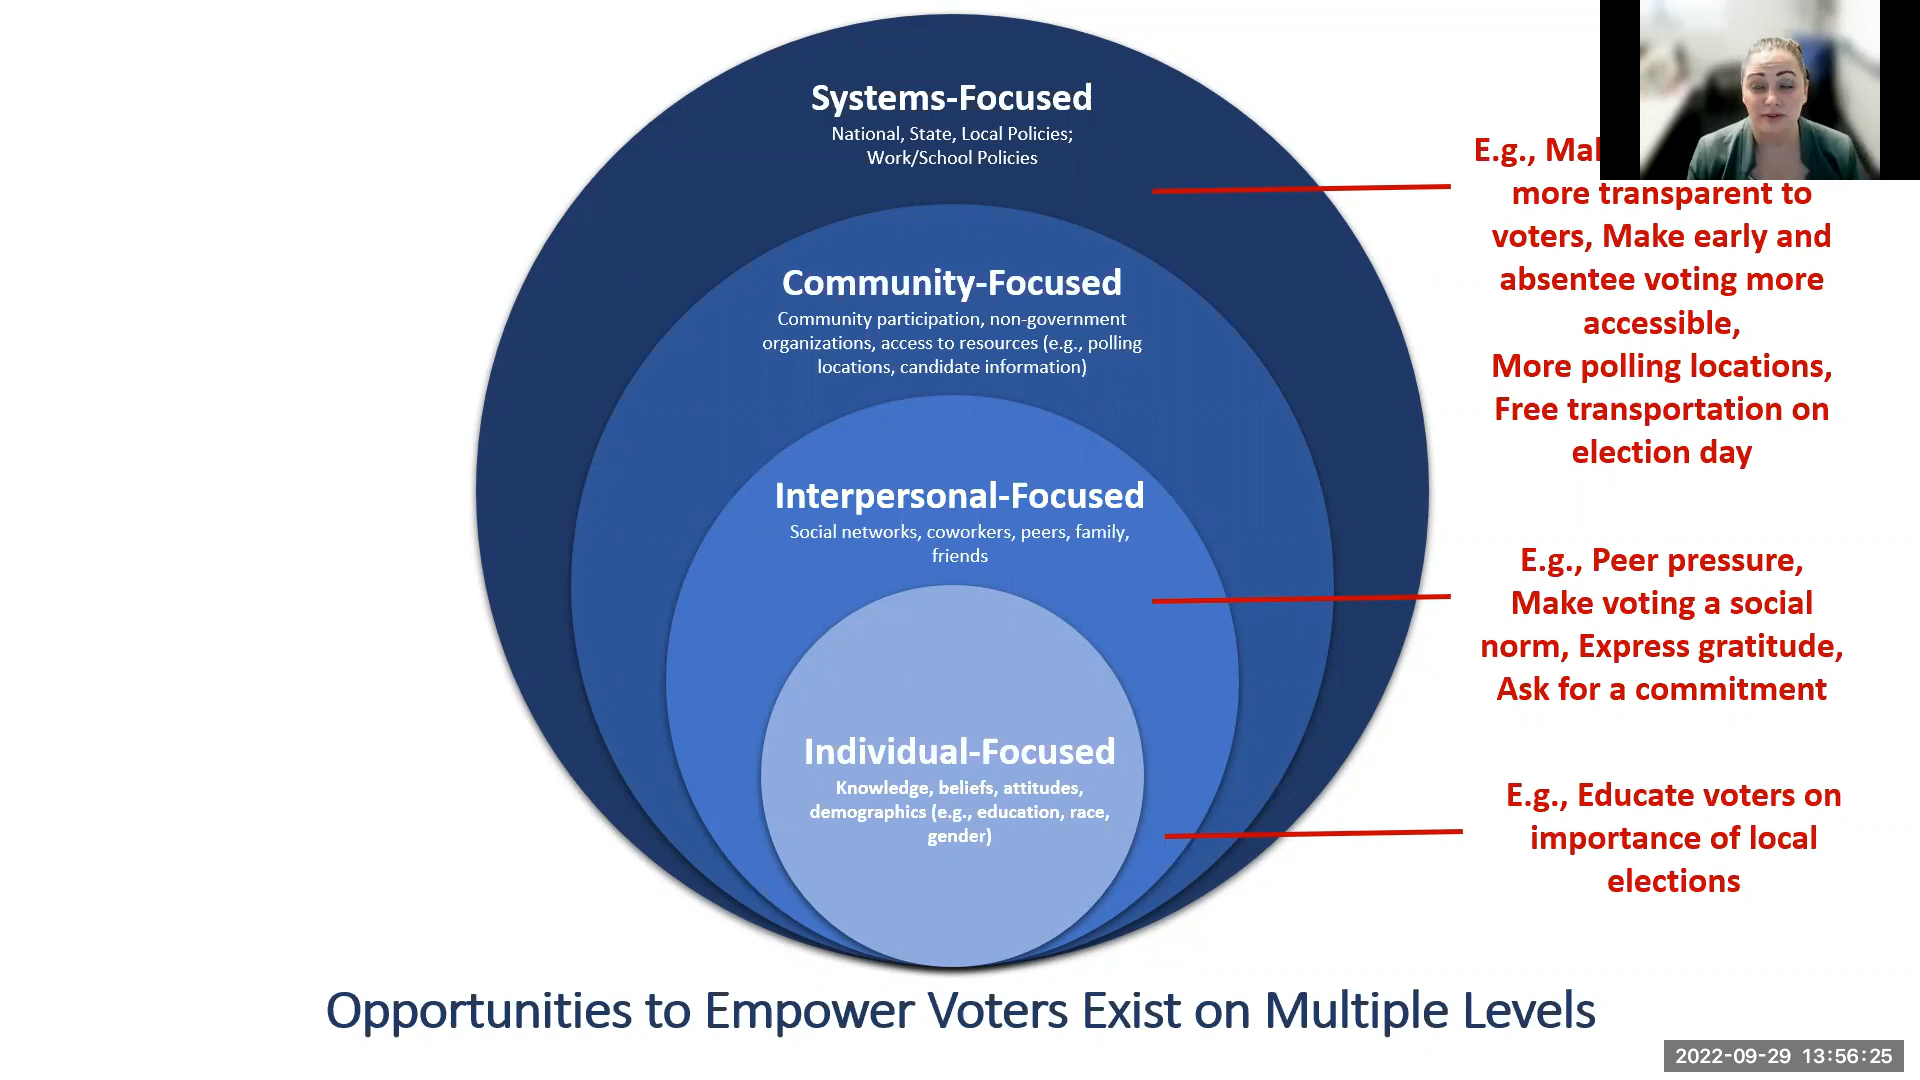 Systems-Focused
National, State, Local Policies;
Work/School Policies
Community-Focused
Community participation, non-government
organizations, access to resources (e.g., polling
locations, candidate information)
Interpersonal-Focused
Social networks, coworkers, peers, family,
friends
Individual-Focused
Knowledge, beliefs, attitudes,
demographics (e.g., education, race,
gender)
E.g.,
more transparent to
voters, Make early and
absentee voting more
accessible,
More polling locations,
Free transportation on
election day
E.g., Peer pressure,
Make voting a social
norm, Express gratitude,
Ask for a commitment
E.g., Educate voters on
importance of local
elections
Opportunities to Empower Voters Exist on Multiple Levels
2022-09-29 13:56:25